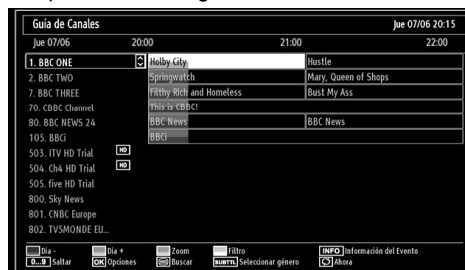 Guía de Canales Jue 07/06 20:15
Jue 07/06 20:00 21:00 22:00
1. BBC ONE Holby City Hustle
2. BBC TWO Springwatch Mary, Queen of Shops
7. BBC THREE Filthy Rich and Homeless Bust My Ass
70. CBBC Channel This is CBBC!
80. BBC NEWS 24 BBC News BBC News
105. BBCi BBCi
503. ITV HD Trial HD
504. Ch4 HD Trial HD
505. five HD Trial
800. Sky News
801. CNBC Europe
802. TV5MONDE EU...
Día - Día + Zoom Filtro INFO Información del Evento
0...9 Saltar OK Opciones Buscar SUBTTL Seleccionar género Ahora